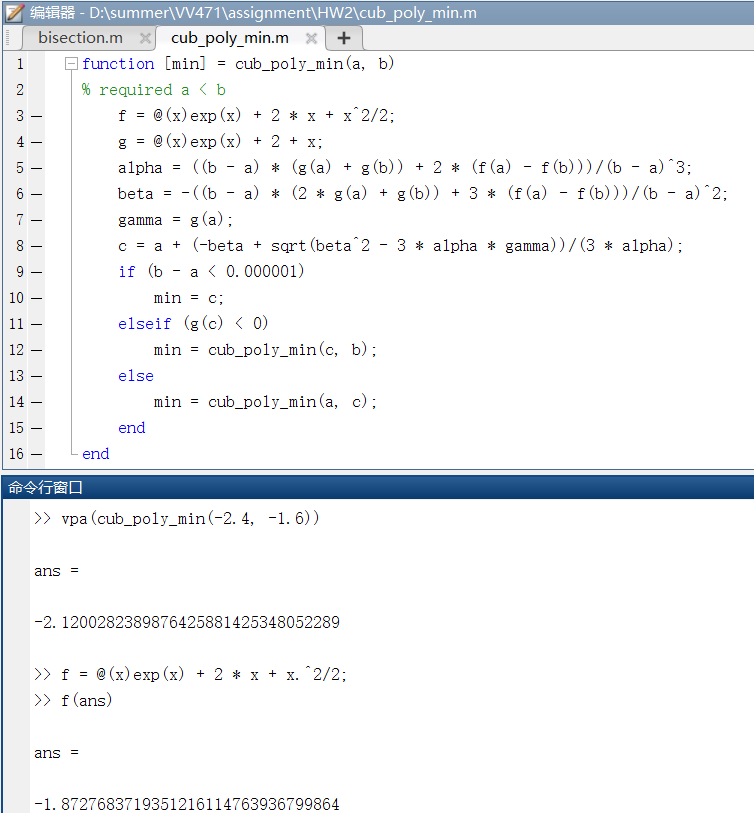 编辑器 - D:\summer\VV471\assignment\HW2\cub_poly_min.m
bisection.m × cub_poly_min.m × +
1 function [min] = cub_poly_min(a, b)
2 % required a < b
3 — f = @(x)exp(x) + 2 * x + x^2/2;
4 — g = @(x)exp(x) + 2 + x;
5 — alpha = ((b - a) * (g(a) + g(b)) + 2 * (f(a) - f(b)))/(b - a)^3;
6 — beta = -((b - a) * (2 * g(a) + g(b)) + 3 * (f(a) - f(b)))/(b - a)^2;
7 — gamma = g(a);
8 — c = a + (-beta + sqrt(beta^2 - 3 * alpha * gamma))/(3 * alpha);
9 — if (b - a < 0.000001)
10 — min = c;
11 — elseif (g(c) < 0)
12 — min = cub_poly_min(c, b);
13 — else
14 — min = cub_poly_min(a, c);
15 — end
16 — end
命令行窗口
>> vpa(cub_poly_min(-2.4, -1.6))
ans =
-2.1200282389876425881425348052289
>> f = @(x)exp(x) + 2 * x + x.^2/2;
>> f(ans)
ans =
-1.8727683719351216114763936799864